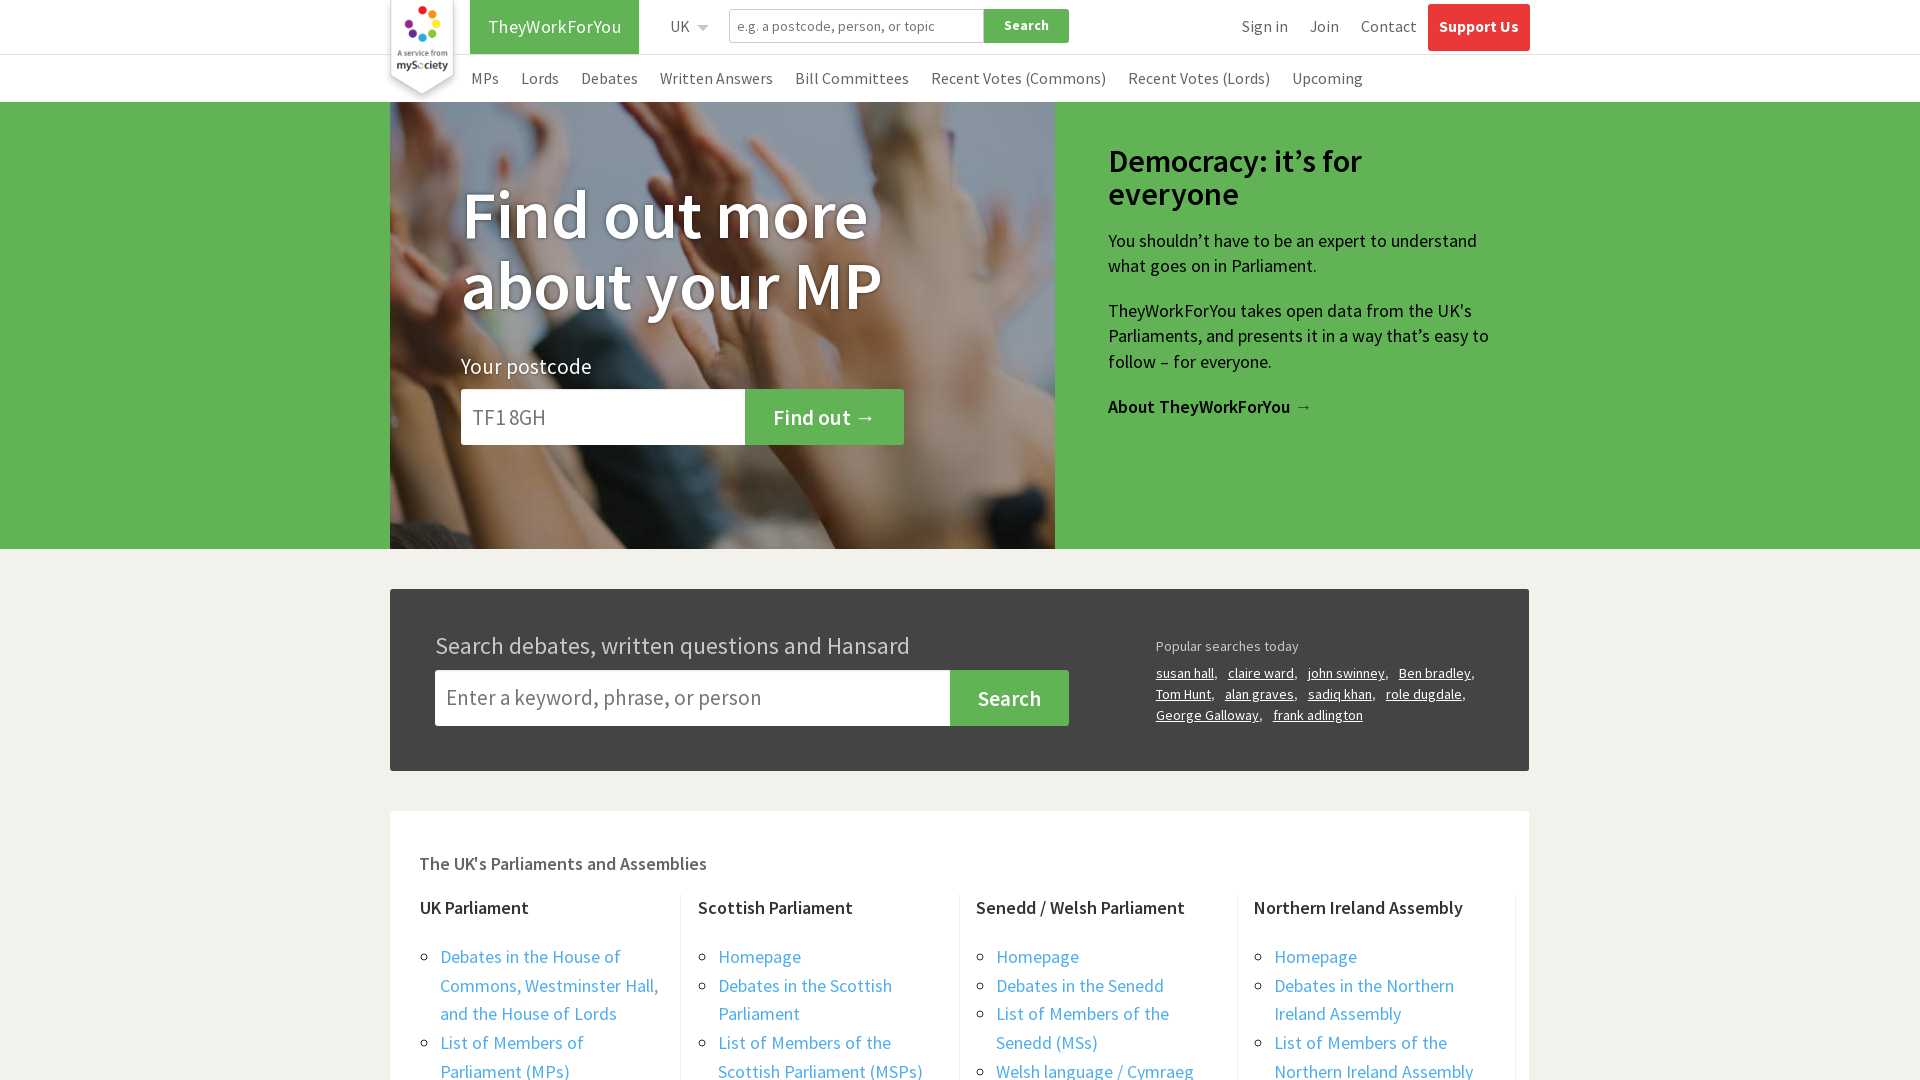 A service from
mySociety
TheyWorkForYou
UK
e.g. a postcode, person, or topic
Search
Sign in
Join
Contact
Support Us
MPs
Lords
Debates
Written Answers
Bill Committees
Recent Votes (Commons)
Recent Votes (Lords)
Upcoming
Find out more
about your MP
Your postcode
TF1 8GH
Find out →
Democracy: it’s for
everyone
You shouldn’t have to be an expert to understand
what goes on in Parliament.
TheyWorkForYou takes open data from the UK's
Parliaments, and presents it in a way that’s easy to
follow – for everyone.
About TheyWorkForYou →
Search debates, written questions and Hansard
Enter a keyword, phrase, or person
Search
Popular searches today
susan hall, claire ward, john swinney, Ben bradley,
Tom Hunt, alan graves, sadiq khan, role dugdale,
George Galloway, frank adlington
The UK's Parliaments and Assemblies
UK Parliament
Debates in the House of
Commons, Westminster Hall,
and the House of Lords
List of Members of
Parliament (MPs)
Scottish Parliament
Homepage
Debates in the Scottish
Parliament
List of Members of the
Scottish Parliament (MSPs)
Senedd / Welsh Parliament
Homepage
Debates in the Senedd
List of Members of the
Senedd (MSs)
Welsh language / Cymraeg
Northern Ireland Assembly
Homepage
Debates in the Northern
Ireland Assembly
List of Members of the
Northern Ireland Assembly